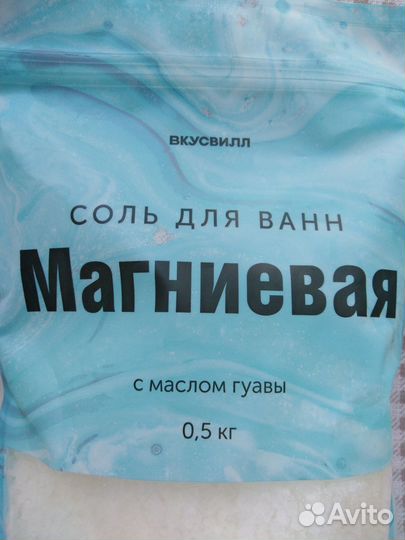 ВКУСВИЛЛ
СОЛЬ ДЛЯ ВАНН
Магниевая
с маслом гуавы
0,5 кг
Avito